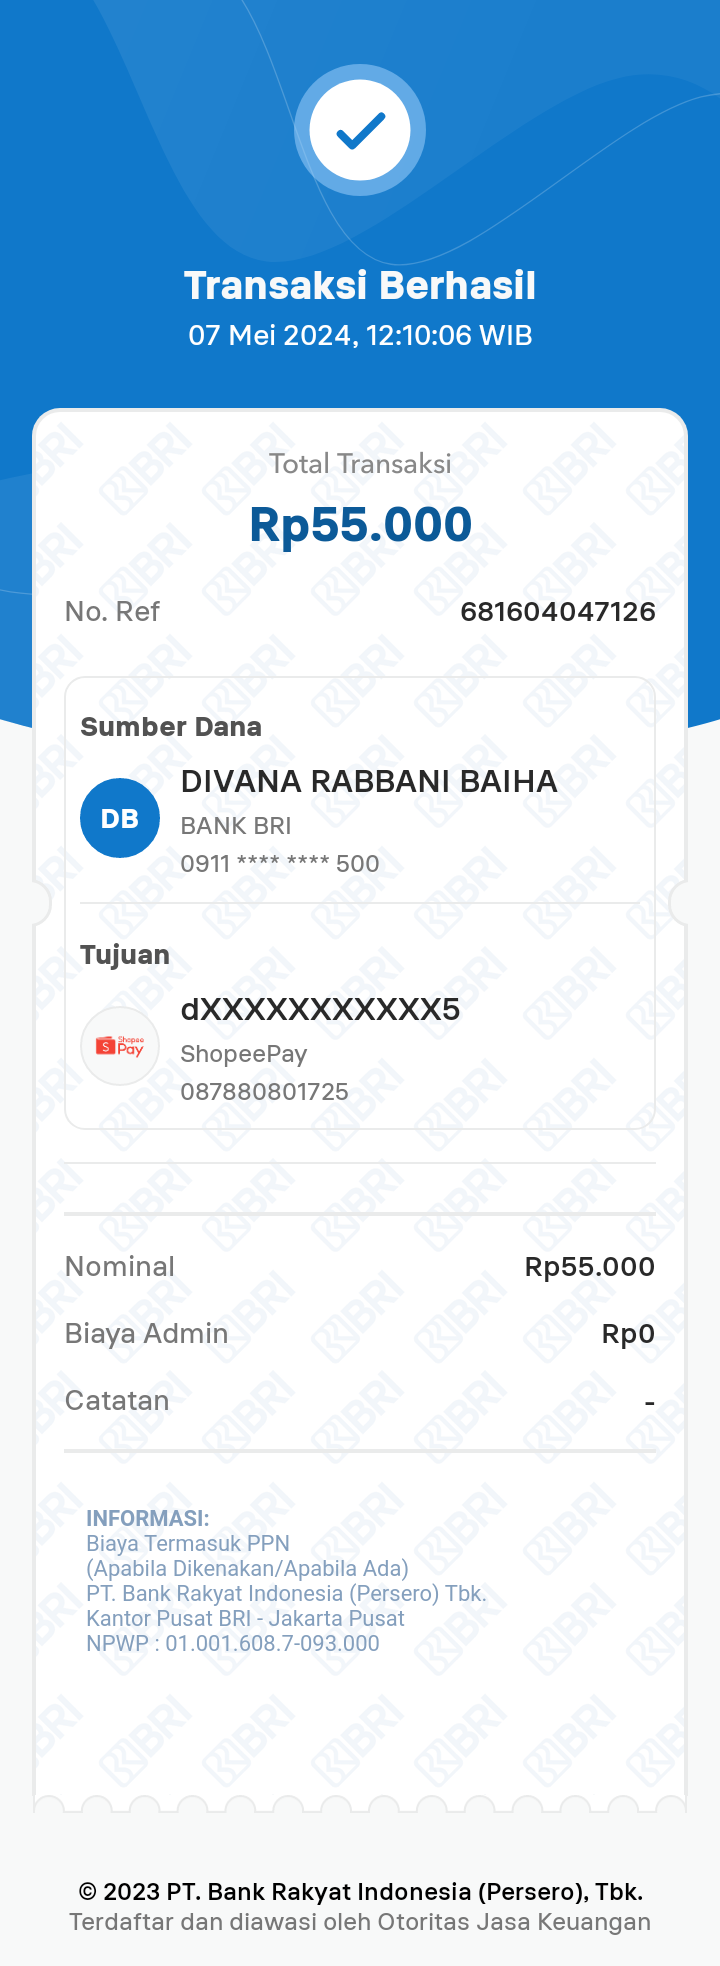 Transaksi Berhasil
07 Mei 2024, 12:10:06 WIB
Total Transaksi
Rp55.000
No. Ref 681604047126
Sumber Dana
DB
DIVANA RABBANI BAIHA
BANK BRI
0911 **** **** 500
Tujuan
Shopee
Pay
dXXXXXXXXXXX5
ShopeePay
087880801725
Nominal Rp55.000
Biaya Admin Rp0
Catatan -
INFORMASI:
Biaya Termasuk PPN
(Apabila Dikenakan/Apabila Ada)
PT. Bank Rakyat Indonesia (Persero) Tbk.
Kantor Pusat BRI - Jakarta Pusat
NPWP : 01.001.608.7-093.000
© 2023 PT. Bank Rakyat Indonesia (Persero), Tbk.
Terdaftar dan diawasi oleh Otoritas Jasa Keuangan